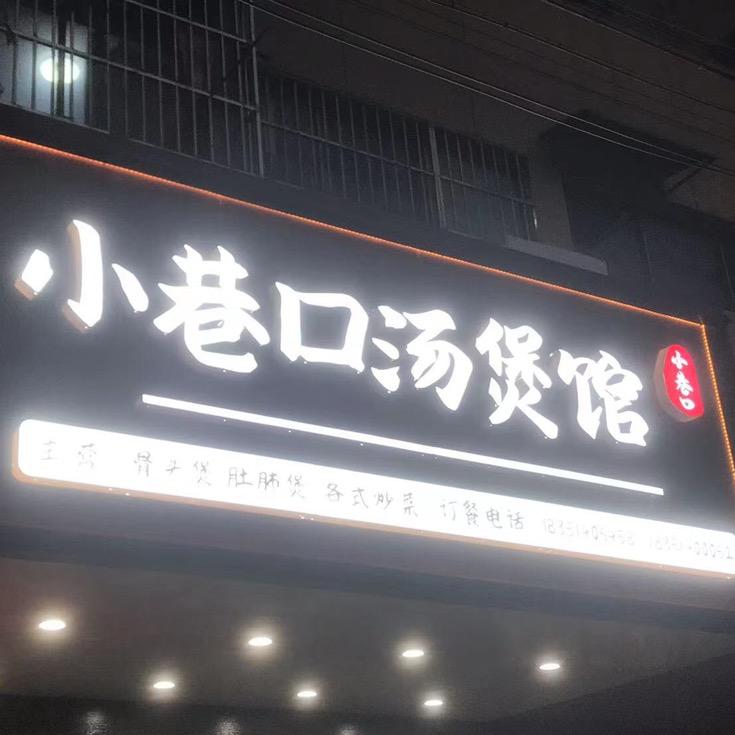 小巷口汤煲馆
小巷口
主营 骨头煲 肚肺煲 各式炒菜 订餐电话